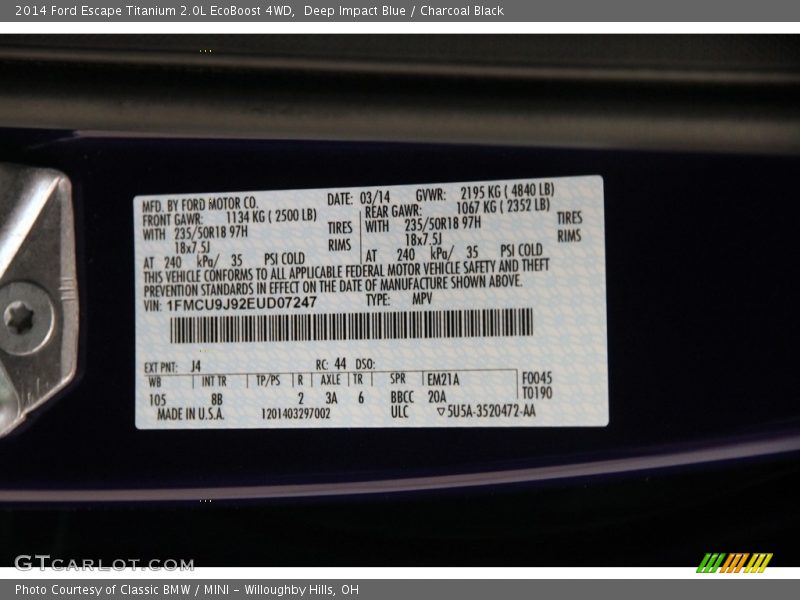 2014 Ford Escape Titanium 2.0L EcoBoost 4WD, Deep Impact Blue / Charcoal Black
MFD. BY FORD MOTOR CO. DATE: 03/14 GVWR: 2195 KG ( 4840 LB)
FRONT GAWR: 1134 KG ( 2500 LB) REAR GAWR: 1067 KG ( 2352 LB)
WITH 235/50R18 97H TIRES WITH 235/50R18 97H TIRES
18x7.5J RIMS 18x7.5J RIMS
AT 240 kPa/ 35 PSI COLD AT 240 kPa/ 35 PSI COLD
THIS VEHICLE CONFORMS TO ALL APPLICABLE FEDERAL MOTOR VEHICLE SAFETY AND THEFT
PREVENTION STANDARDS IN EFFECT ON THE DATE OF MANUFACTURE SHOWN ABOVE.
VIN: 1FMCU9J92EUD07247 TYPE: MPV
EXT PNT: J4 RC: 44 DSO:
WB INT TR TP/PS R AXLE TR SPR EM21A F0045
105 8B 2 3A 6 BBCC 20A T0190
MADE IN U.S.A. 1201403297002 ULC ▽5U5A-3520472-AA
GTCARLOT.COM
Photo Courtesy of Classic BMW / MINI - Willoughby Hills, OH